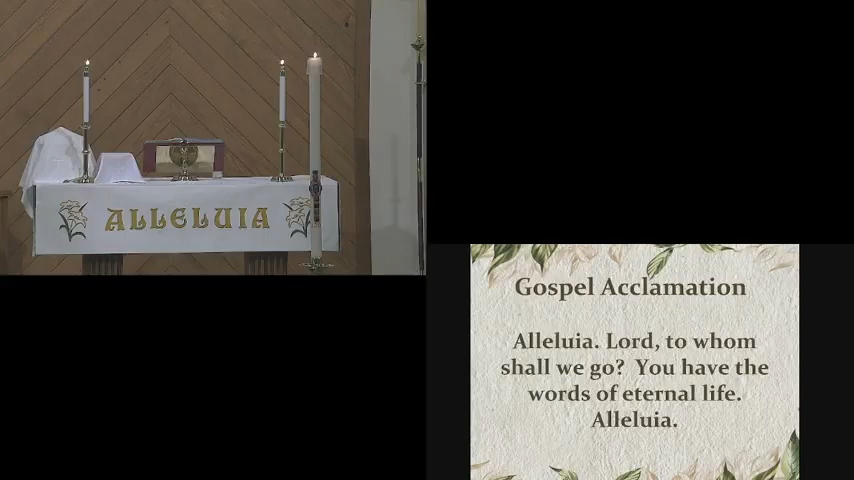 ALLELUIA
Gospel Acclamation
Alleluia. Lord, to whom
shall we go? You have the
words of eternal life.
Alleluia.